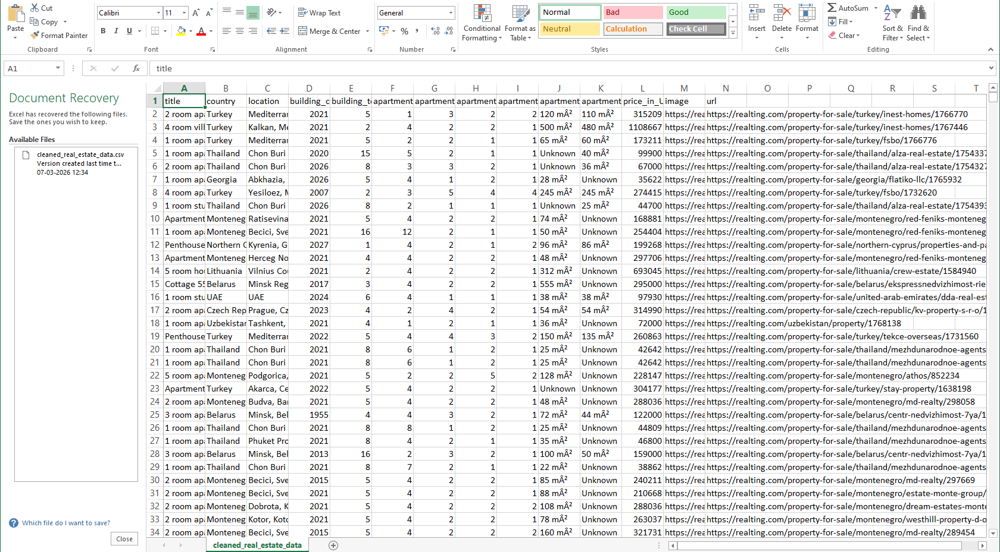 Cut
Copy
Format Painter
Paste
Clipboard
Calibri
11
B I U
Font
Wrap Text
Merge & Center
Alignment
General
%
Number
Conditional Formatting
Format as Table
Normal
Bad
Good
Neutral
Calculation
Check Cell
Styles
Insert
Delete
Format
Cells
AutoSum
Fill
Clear
Sort & Filter
Find & Select
Editing
A1
fx
title
Document Recovery
Excel has recovered the following files.
Save the ones you wish to keep.
Available Files
cleaned_real_estate_data.csv
Version created last time t...
07-03-2026 12:34
Which file do I want to save?
Close
A B C D E F G H I J K L M N O P Q R S T
1 title country location building_c building_to apartment apartment apartment apartment apartment apartment price_in_U image url
2 2 room apa Turkey Mediterran 2021 5 1 3 2 2 120 mÂ² 110 mÂ² 315209 https://rea https://realting.com/property-for-sale/turkey/inest-homes/1766770
3 4 room vill Turkey Kalkan, Me 2021 2 4 2 2 1 500 mÂ² 480 mÂ² 1108667 https://rea https://realting.com/property-for-sale/turkey/inest-homes/1767446
4 1 room apa Turkey Mediterran 2021 5 2 2 1 1 65 mÂ² 60 mÂ² 173211 https://rea https://realting.com/property-for-sale/turkey/fsbo/1766776
5 1 room apa Thailand Chon Buri 2020 15 5 2 1 1 Unknown 40 mÂ² 99900 https://rea https://realting.com/property-for-sale/thailand/alza-real-estate/1754337
6 2 room apa Thailand Chon Buri 2026 8 3 3 2 1 Unknown 36 mÂ² 67000 https://rea https://realting.com/property-for-sale/thailand/alza-real-estate/1754327
7 1 room apa Georgia Abkhazia, 2026 5 4 1 2 1 28 mÂ² Unknown 35622 https://rea https://realting.com/property-for-sale/georgia/flatiko-llc/1765932
8 4 room apa Turkey Yesiloez, M 2007 2 3 5 4 4 245 mÂ² 245 mÂ² 274415 https://rea https://realting.com/property-for-sale/turkey/fsbo/1732620
9 1 room stu Thailand Chon Buri 2026 8 2 1 1 1 Unknown 25 mÂ² 44700 https://rea https://realting.com/property-for-sale/thailand/alza-real-estate/1754393
10 Apartment Monteneg Ratisevina 2021 5 4 2 2 1 74 mÂ² Unknown 168881 https://rea https://realting.com/property-for-sale/montenegro/red-feniks-monteneg
11 1 room apa Monteneg Becici, Sve 2021 16 12 2 1 1 50 mÂ² Unknown 254404 https://rea https://realting.com/property-for-sale/montenegro/red-feniks-monteneg
12 Penthouse Northern C Kyrenia, G 2027 1 4 2 1 2 96 mÂ² 86 mÂ² 199268 https://rea https://realting.com/property-for-sale/northern-cyprus/properties-and-pa
13 Apartment Monteneg Herceg No 2021 4 4 2 2 1 48 mÂ² Unknown 297706 https://rea https://realting.com/property-for-sale/montenegro/red-feniks-monteneg
14 5 room hou Lithuania Vilnius Cou 2021 2 4 2 2 1 312 mÂ² Unknown 693045 https://rea https://realting.com/property-for-sale/lithuania/crew-estate/1584940
15 Cottage 55 Belarus Minsk Reg 2017 3 4 2 2 1 555 mÂ² Unknown 295000 https://rea https://realting.com/property-for-sale/belarus/ekspressnedvizhimost-rie
16 1 room stu UAE UAE 2024 6 4 1 1 1 38 mÂ² 38 mÂ² 97930 https://rea https://realting.com/property-for-sale/united-arab-emirates/dda-real-est
17 2 room apa Czech Rep Prague, Cz 2023 4 2 4 2 1 54 mÂ² 54 mÂ² 314990 https://rea https://realting.com/property-for-sale/czech-republic/kv-property-s-r-o/1
18 1 room apa Uzbekistan Tashkent, 2021 4 1 2 1 1 36 mÂ² Unknown 72000 https://rea https://realting.com/uzbekistan/property/1768138
19 Penthouse Turkey Mediterran 2022 5 4 4 3 2 150 mÂ² 135 mÂ² 260863 https://rea https://realting.com/property-for-sale/turkey/tekce-overseas/1731560
20 1 room apa Thailand Chon Buri 2021 8 6 1 2 1 25 mÂ² Unknown 42642 https://rea https://realting.com/property-for-sale/thailand/mezhdunarodnoe-agents
21 1 room apa Thailand Chon Buri 2021 8 6 1 2 1 25 mÂ² Unknown 42642 https://rea https://realting.com/property-for-sale/thailand/mezhdunarodnoe-agents
22 5 room apa Monteneg Podgorica, 2021 5 2 2 5 2 128 mÂ² Unknown 228147 https://rea https://realting.com/property-for-sale/montenegro/athos/852234
23 Apartment Turkey Akarca, Ce 2022 5 4 2 2 1 Unknown Unknown 304177 https://rea https://realting.com/property-for-sale/turkey/stay-property/1638198
24 2 room apa Monteneg Budva, Bar 2021 5 4 2 2 1 48 mÂ² Unknown 288036 https://rea https://realting.com/property-for-sale/montenegro/md-realty/298058
25 3 room apa Belarus Minsk, Bel 1955 4 4 3 2 1 72 mÂ² 44 mÂ² 122000 https://rea https://realting.com/property-for-sale/belarus/centr-nedvizhimost-7ya/1
26 1 room apa Thailand Chon Buri 2021 8 8 1 2 1 25 mÂ² Unknown 44809 https://rea https://realting.com/property-for-sale/thailand/mezhdunarodnoe-agents
27 1 room apa Thailand Phuket Pro 2021 8 4 2 1 1 35 mÂ² Unknown 46800 https://rea https://realting.com/property-for-sale/thailand/mezhdunarodnoe-agents
28 3 room apa Belarus Minsk, Bel 2013 16 2 3 2 1 100 mÂ² 50 mÂ² 159000 https://rea https://realting.com/property-for-sale/belarus/centr-nedvizhimost-7ya/1
29 1 room apa Thailand Chon Buri 2021 8 7 2 1 1 22 mÂ² Unknown 38862 https://rea https://realting.com/property-for-sale/thailand/mezhdunarodnoe-agents
30 2 room apa Monteneg Becici, Sve 2015 5 4 2 2 1 85 mÂ² Unknown 240211 https://rea https://realting.com/property-for-sale/montenegro/md-realty/297669
31 2 room apa Monteneg Becici, Sve 2021 5 4 2 2 1 88 mÂ² Unknown 210668 https://rea https://realting.com/property-for-sale/montenegro/estate-monte-group/
32 2 room apa Monteneg Dobrota, K 2021 5 4 2 2 2 108 mÂ² Unknown 288036 https://rea https://realting.com/property-for-sale/montenegro/dream-estates-monte
33 2 room apa Monteneg Kotor, Koto 2021 5 4 2 2 1 78 mÂ² Unknown 263037 https://rea https://realting.com/property-for-sale/montenegro/westhill-property-d-o
34 2 room apa Monteneg Becici, Sve 2015 5 4 2 2 1 160 mÂ² Unknown 321731 https://rea https://realting.com/property-for-sale/montenegro/md-realty/289454
cleaned_real_estate_data